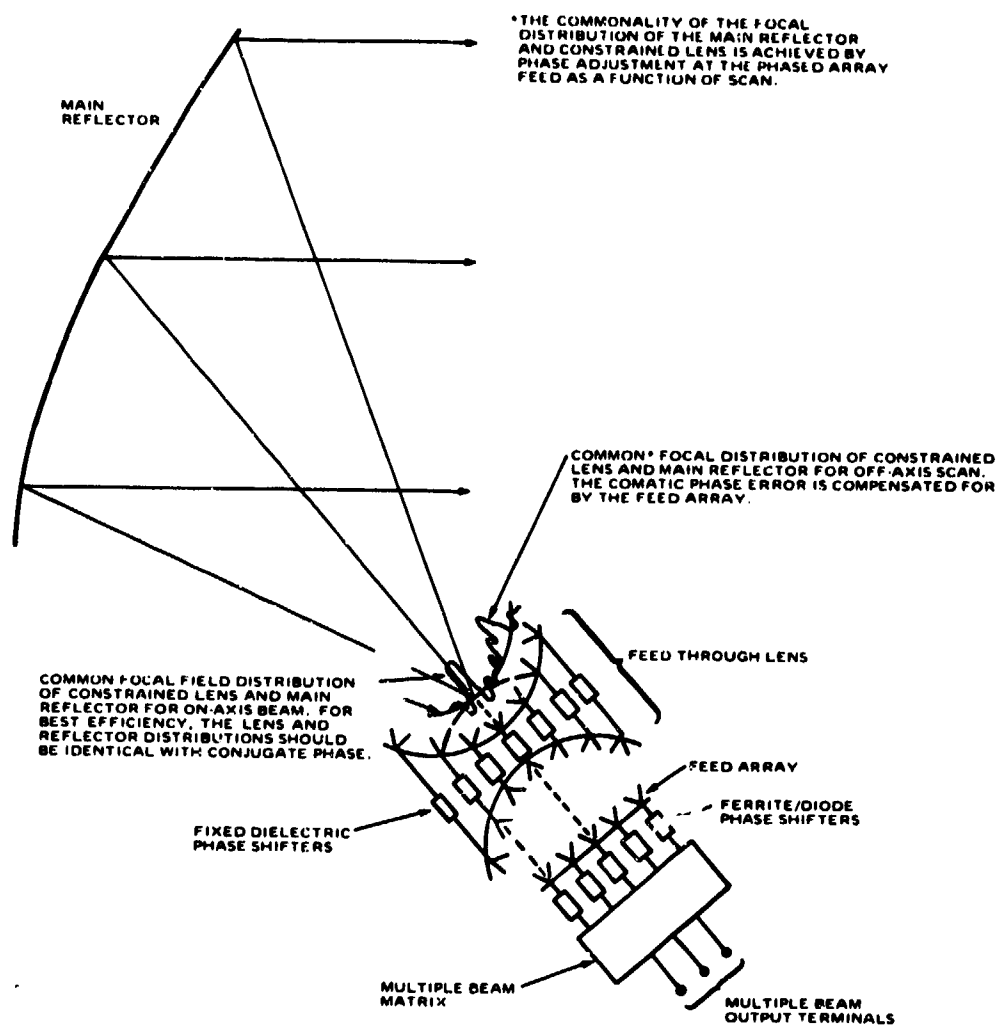 *THE COMMONALITY OF THE FOCAL
DISTRIBUTION OF THE MAIN REFLECTOR
AND CONSTRAINED LENS IS ACHIEVED BY
PHASE ADJUSTMENT AT THE PHASED ARRAY
FEED AS A FUNCTION OF SCAN.
MAIN
REFLECTOR
COMMON* FOCAL DISTRIBUTION OF CONSTRAINED
LENS AND MAIN REFLECTOR FOR OFF-AXIS SCAN.
THE COMATIC PHASE ERROR IS COMPENSATED FOR
BY THE FEED ARRAY.
FEED THROUGH LENS
COMMON FOCAL FIELD DISTRIBUTION
OF CONSTRAINED LENS AND MAIN
REFLECTOR FOR ON-AXIS BEAM. FOR
BEST EFFICIENCY, THE LENS AND
REFLECTOR DISTRIBUTIONS SHOULD
BE IDENTICAL WITH CONJUGATE PHASE.
FEED ARRAY
FERRITE/DIODE
PHASE SHIFTERS
FIXED DIELECTRIC
PHASE SHIFTERS
MULTIPLE BEAM
MATRIX
MULTIPLE BEAM
OUTPUT TERMINALS